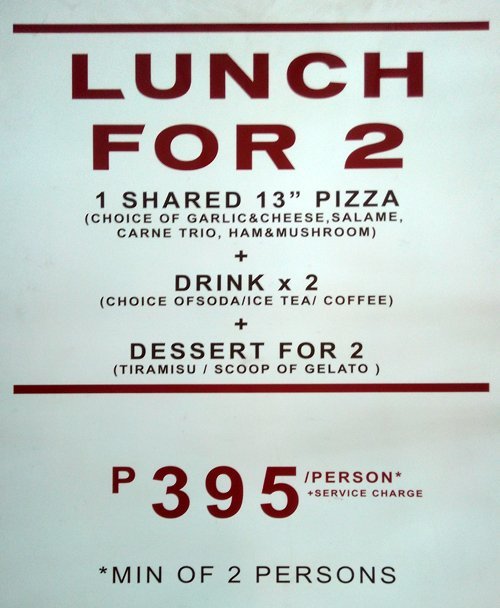 LUNCH
FOR 2
1 SHARED 13” PIZZA
(CHOICE OF GARLIC&CHEESE,SALAME,
CARNE TRIO, HAM&MUSHROOM)
+
DRINK x 2
(CHOICE OFSODA/ICE TEA/ COFFEE)
+
DESSERT FOR 2
(TIRAMISU / SCOOP OF GELATO )
P 395 /PERSON*
+SERVICE CHARGE
*MIN OF 2 PERSONS